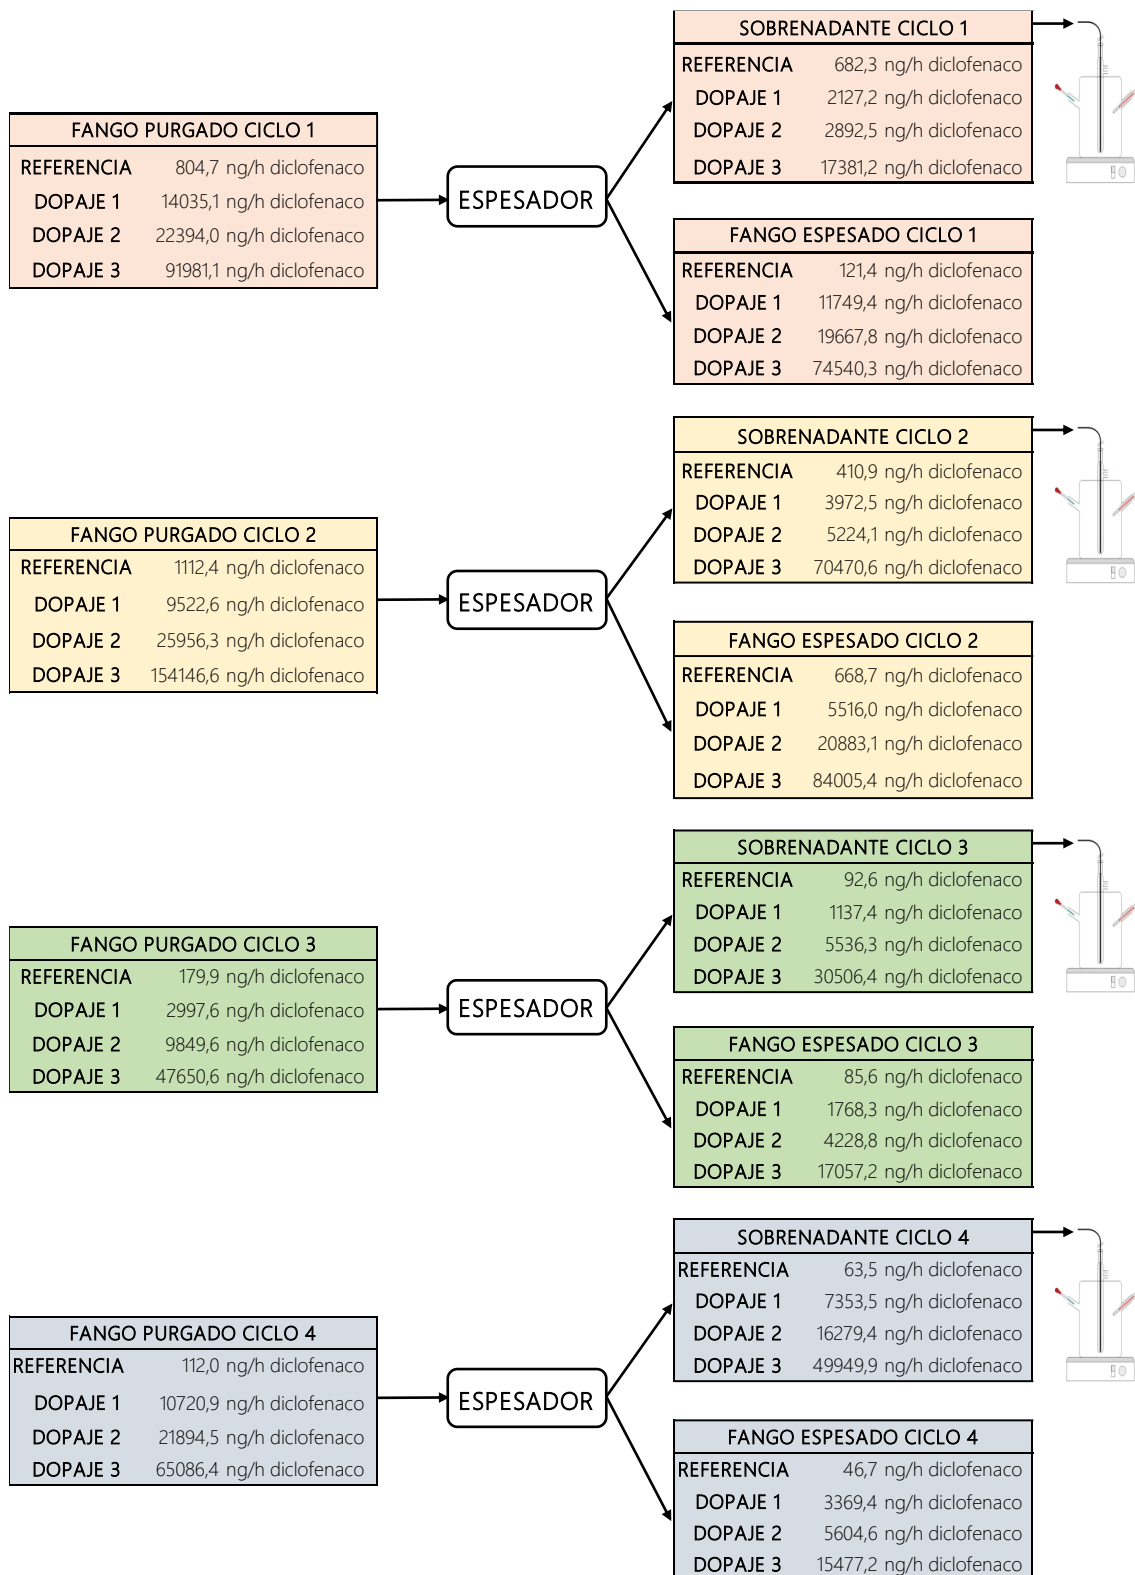 SOBRENADANTE CICLO 1
REFERENCIA 682,3 ng/h diclofenaco
DOPAJE 1 2127,2 ng/h diclofenaco
DOPAJE 2 2892,5 ng/h diclofenaco
DOPAJE 3 17381,2 ng/h diclofenaco
FANGO PURGADO CICLO 1
REFERENCIA 804,7 ng/h diclofenaco
DOPAJE 1 14035,1 ng/h diclofenaco
DOPAJE 2 22394,0 ng/h diclofenaco
DOPAJE 3 91981,1 ng/h diclofenaco
ESPESADOR
FANGO ESPESADO CICLO 1
REFERENCIA 121,4 ng/h diclofenaco
DOPAJE 1 11749,4 ng/h diclofenaco
DOPAJE 2 19667,8 ng/h diclofenaco
DOPAJE 3 74540,3 ng/h diclofenaco
SOBRENADANTE CICLO 2
REFERENCIA 410,9 ng/h diclofenaco
DOPAJE 1 3972,5 ng/h diclofenaco
DOPAJE 2 5224,1 ng/h diclofenaco
DOPAJE 3 70470,6 ng/h diclofenaco
FANGO PURGADO CICLO 2
REFERENCIA 1112,4 ng/h diclofenaco
DOPAJE 1 9522,6 ng/h diclofenaco
DOPAJE 2 25956,3 ng/h diclofenaco
DOPAJE 3 154146,6 ng/h diclofenaco
ESPESADOR
FANGO ESPESADO CICLO 2
REFERENCIA 668,7 ng/h diclofenaco
DOPAJE 1 5516,0 ng/h diclofenaco
DOPAJE 2 20883,1 ng/h diclofenaco
DOPAJE 3 84005,4 ng/h diclofenaco
SOBRENADANTE CICLO 3
REFERENCIA 92,6 ng/h diclofenaco
DOPAJE 1 1137,4 ng/h diclofenaco
DOPAJE 2 5536,3 ng/h diclofenaco
DOPAJE 3 30506,4 ng/h diclofenaco
FANGO PURGADO CICLO 3
REFERENCIA 179,9 ng/h diclofenaco
DOPAJE 1 2997,6 ng/h diclofenaco
DOPAJE 2 9849,6 ng/h diclofenaco
DOPAJE 3 47650,6 ng/h diclofenaco
ESPESADOR
FANGO ESPESADO CICLO 3
REFERENCIA 85,6 ng/h diclofenaco
DOPAJE 1 1768,3 ng/h diclofenaco
DOPAJE 2 4228,8 ng/h diclofenaco
DOPAJE 3 17057,2 ng/h diclofenaco
SOBRENADANTE CICLO 4
REFERENCIA 63,5 ng/h diclofenaco
DOPAJE 1 7353,5 ng/h diclofenaco
DOPAJE 2 16279,4 ng/h diclofenaco
DOPAJE 3 49949,9 ng/h diclofenaco
FANGO PURGADO CICLO 4
REFERENCIA 112,0 ng/h diclofenaco
DOPAJE 1 10720,9 ng/h diclofenaco
DOPAJE 2 21894,5 ng/h diclofenaco
DOPAJE 3 65086,4 ng/h diclofenaco
ESPESADOR
FANGO ESPESADO CICLO 4
REFERENCIA 46,7 ng/h diclofenaco
DOPAJE 1 3369,4 ng/h diclofenaco
DOPAJE 2 5604,6 ng/h diclofenaco
DOPAJE 3 15477,2 ng/h diclofenaco